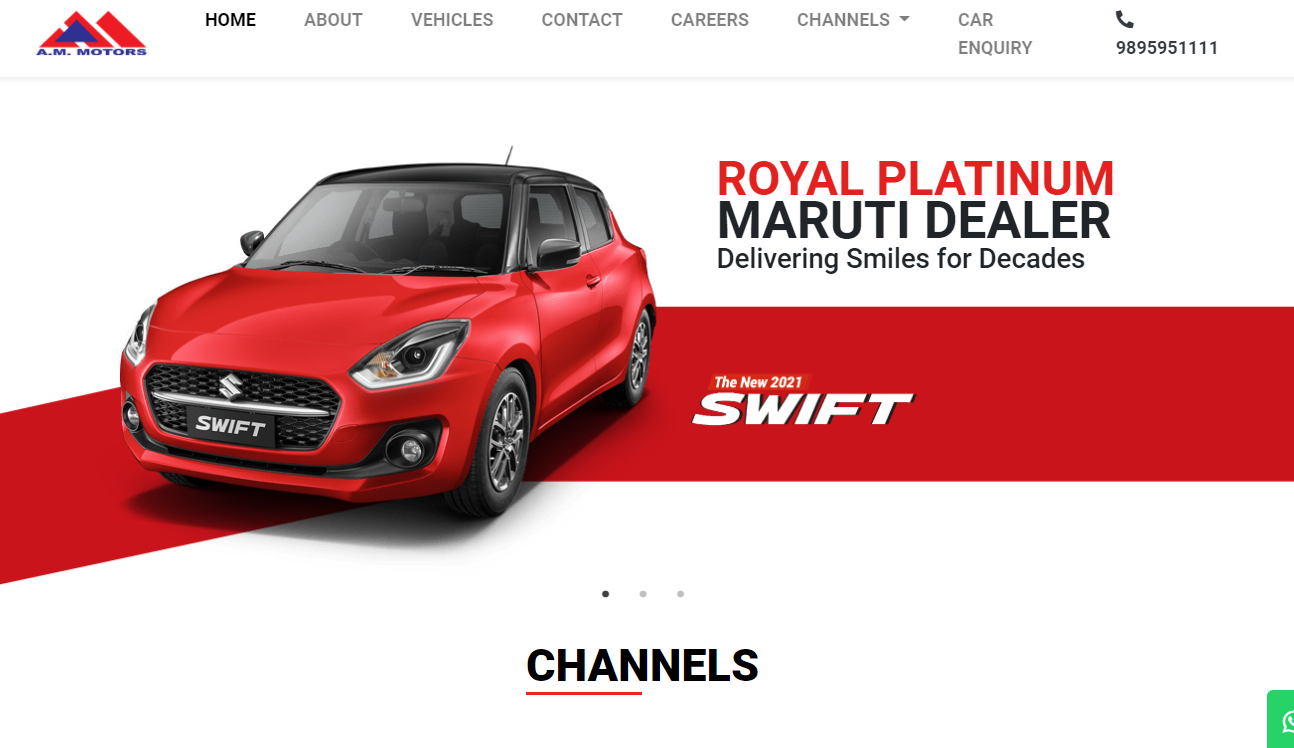 A.M. MOTORS
HOME
ABOUT
VEHICLES
CONTACT
CAREERS
CHANNELS
CAR
ENQUIRY
9895951111
ROYAL PLATINUM
MARUTI DEALER
Delivering Smiles for Decades
The New 2021
SWIFT
SWIFT
CHANNELS